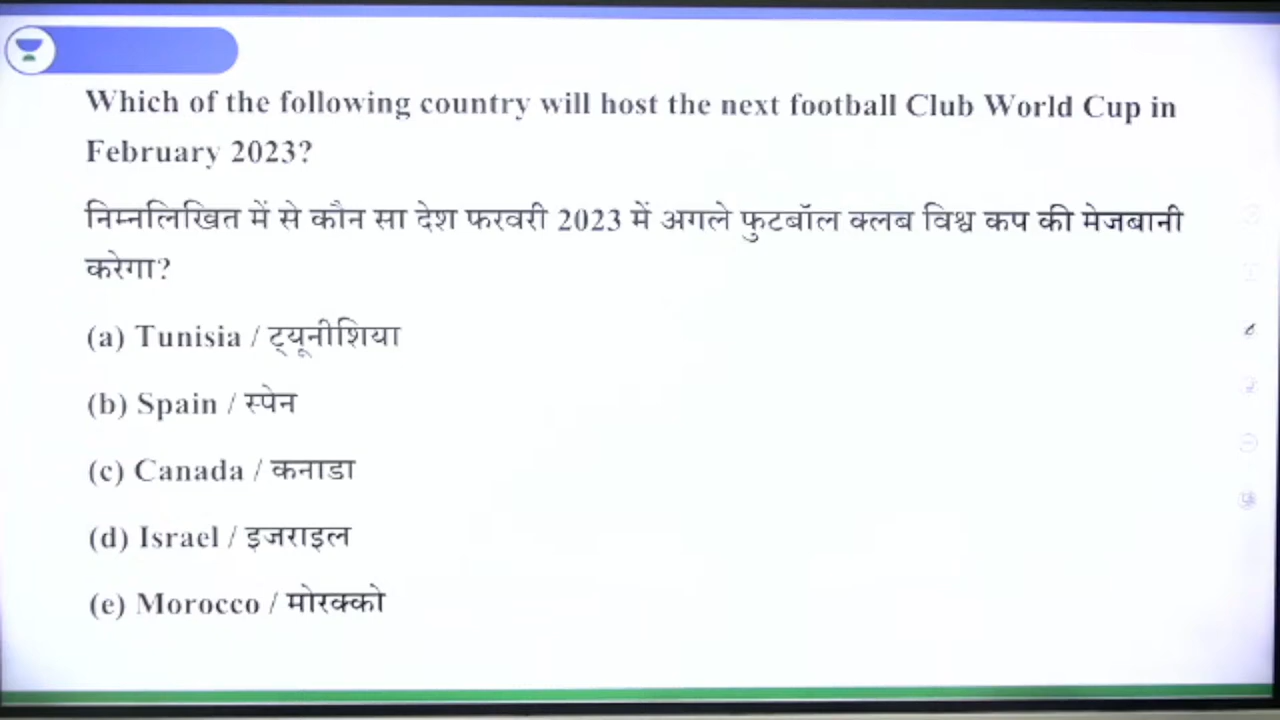 Which of the following country will host the next football Club World Cup in
February 2023?
निम्नलिखित में से कौन सा देश फरवरी 2023 में अगले फुटबॉल क्लब विश्व कप की मेजबानी
करेगा?
(a) Tunisia / ट्यूनीशिया
(b) Spain / स्पेन
(c) Canada / कनाडा
(d) Israel / इजराइल
(e) Morocco / मोरक्को